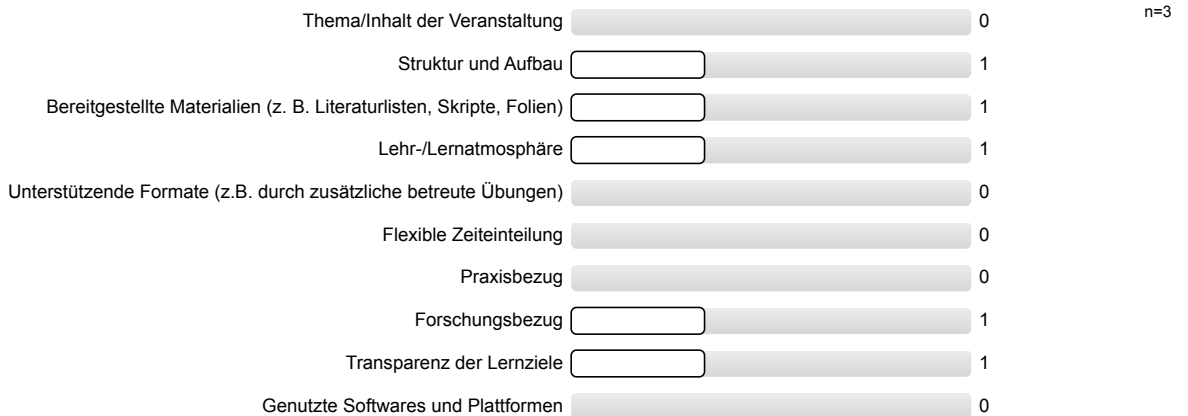 Thema/Inhalt der Veranstaltung 0 n=3
Struktur und Aufbau 1
Bereitgestellte Materialien (z. B. Literaturlisten, Skripte, Folien) 1
Lehr-/Lernatmosphäre 1
Unterstützende Formate (z.B. durch zusätzliche betreute Übungen) 0
Flexible Zeiteinteilung 0
Praxisbezug 0
Forschungsbezug 1
Transparenz der Lernziele 1
Genutzte Softwares und Plattformen 0